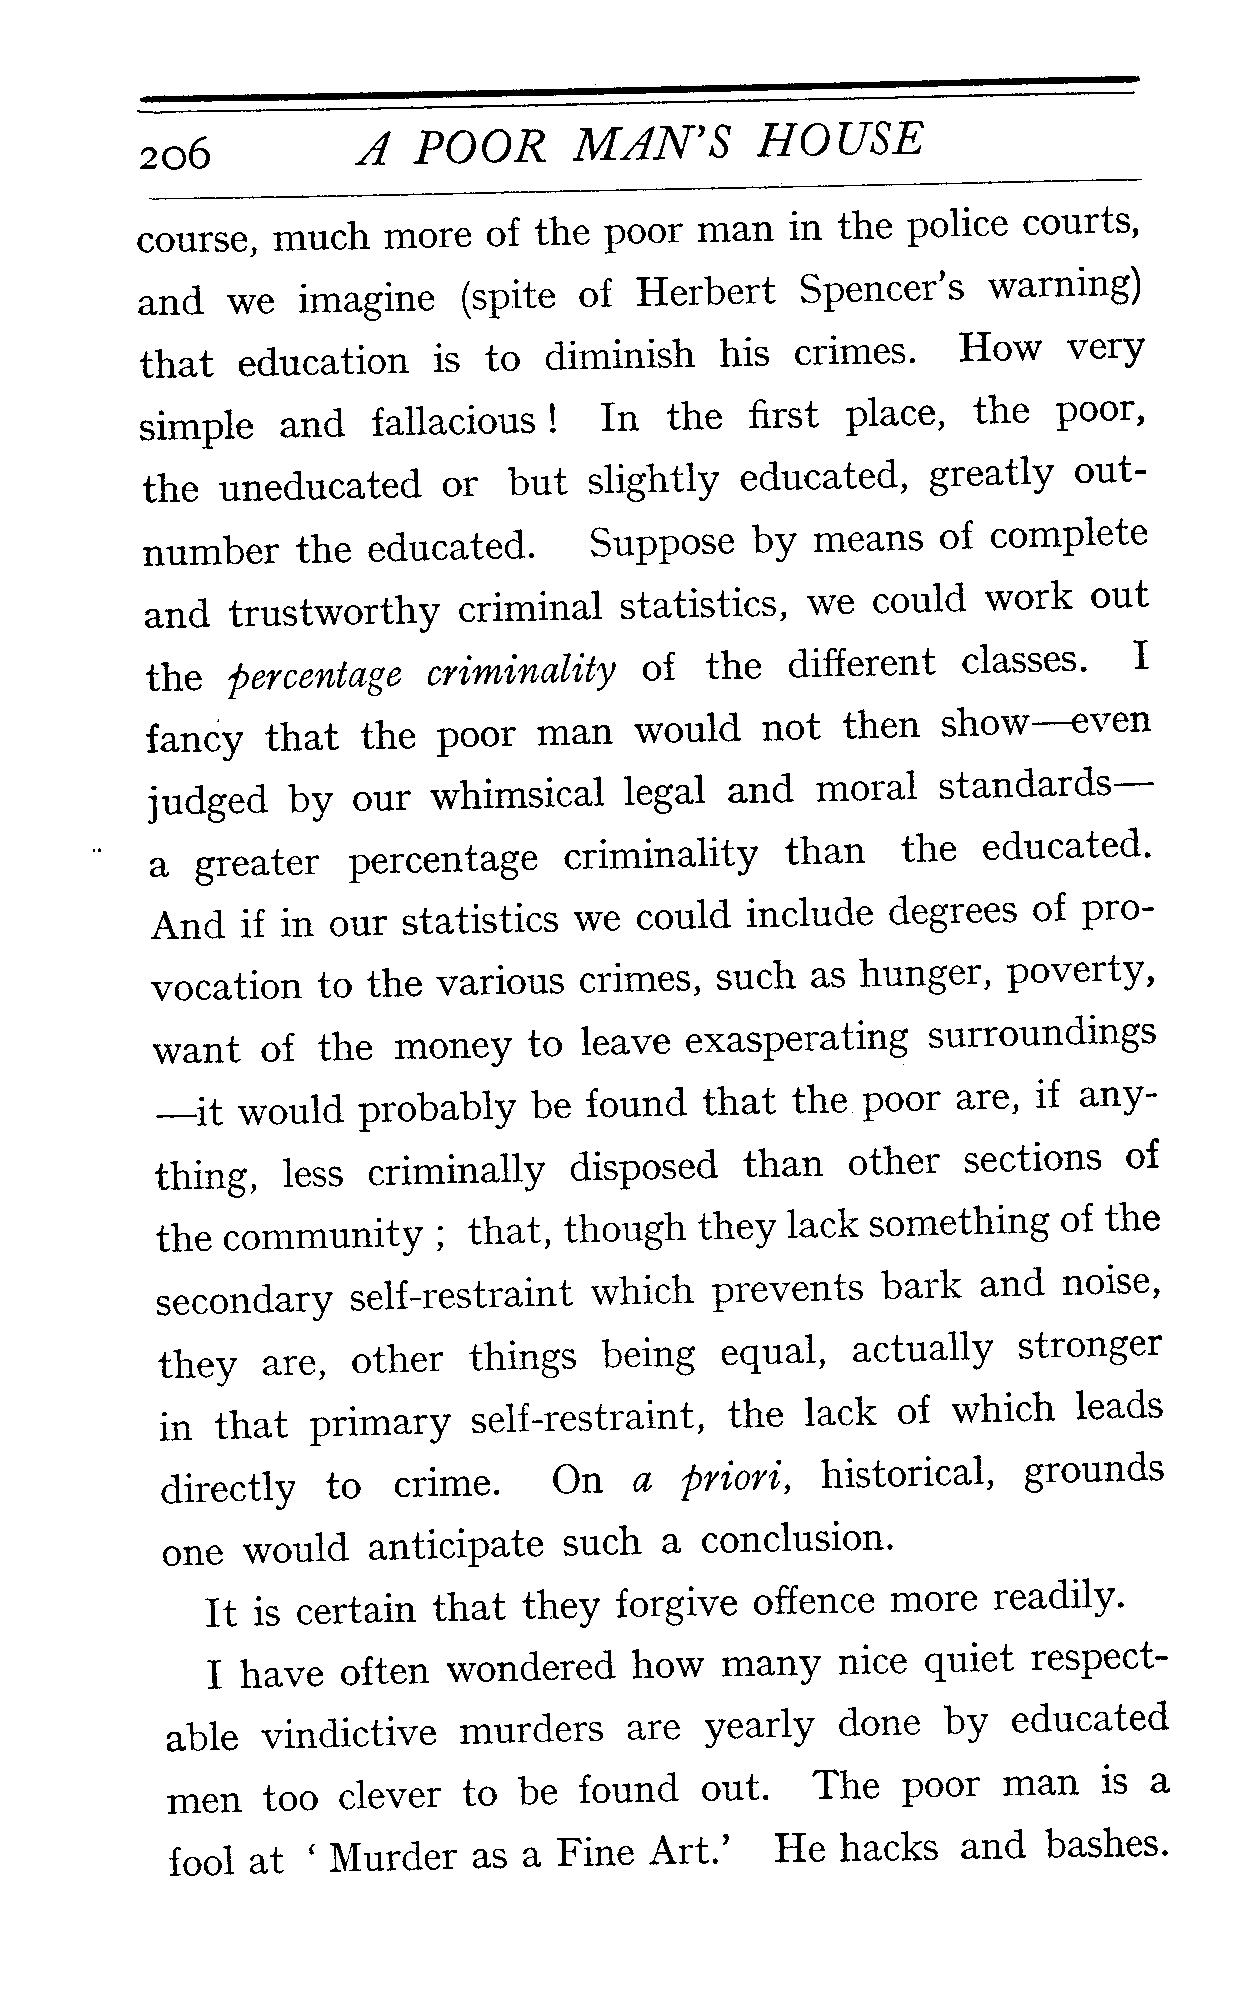 206 A POOR MAN'S HOUSE
course, much more of the poor man in the police courts,
and we imagine (spite of Herbert Spencer's warning)
that education is to diminish his crimes. How very
simple and fallacious ! In the first place, the poor,
the uneducated or but slightly educated, greatly out-
number the educated. Suppose by means of complete
and trustworthy criminal statistics, we could work out
the percentage criminality of the different classes. I
fancy that the poor man would not then show—even
judged by our whimsical legal and moral standards—
a greater percentage criminality than the educated.
And if in our statistics we could include degrees of pro-
vocation to the various crimes, such as hunger, poverty,
want of the money to leave exasperating surroundings
—it would probably be found that the poor are, if any-
thing, less criminally disposed than other sections of
the community ; that, though they lack something of the
secondary self-restraint which prevents bark and noise,
they are, other things being equal, actually stronger
in that primary self-restraint, the lack of which leads
directly to crime. On a priori, historical, grounds
one would anticipate such a conclusion.
It is certain that they forgive offence more readily.
I have often wondered how many nice quiet respect-
able vindictive murders are yearly done by educated
men too clever to be found out. The poor man is a
fool at ‘ Murder as a Fine Art.’ He hacks and bashes.